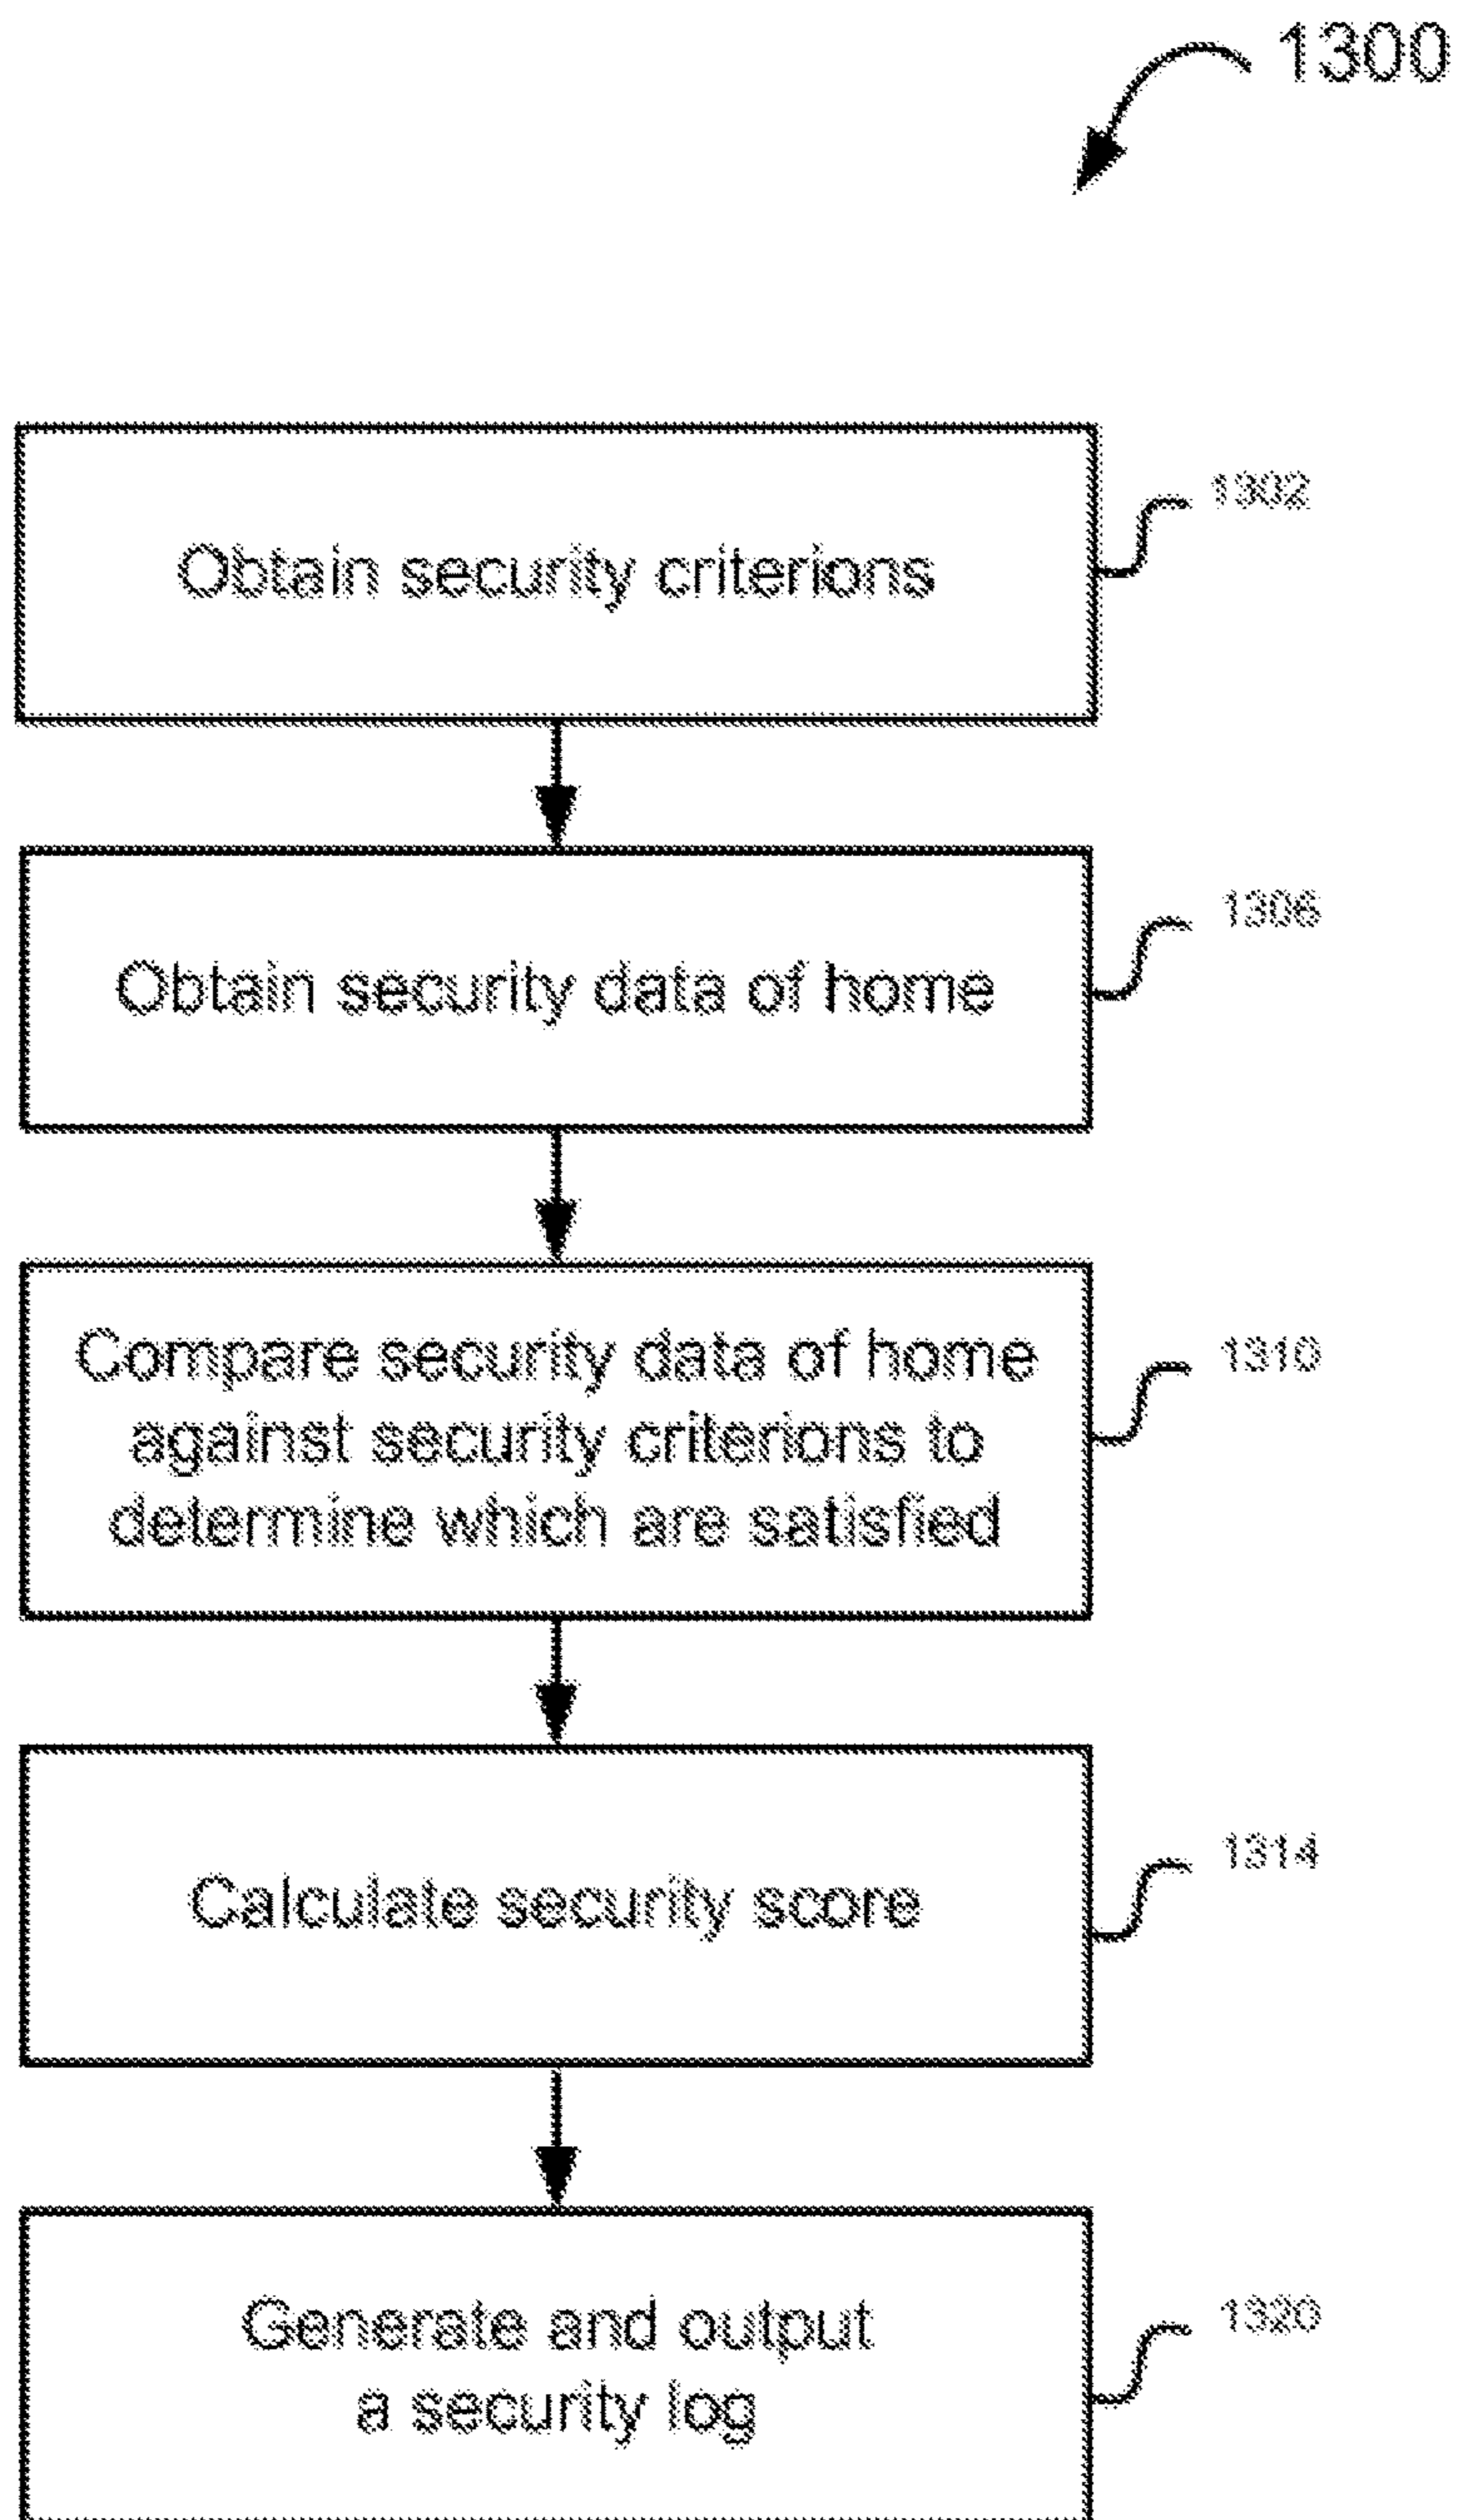 1300
Obtain security criterions
1302
Obtain security data of home
1306
Compare security data of home
against security criterions to
determine which are satisfied
1310
Calculate security score
1314
Generate and output
a security log
1320